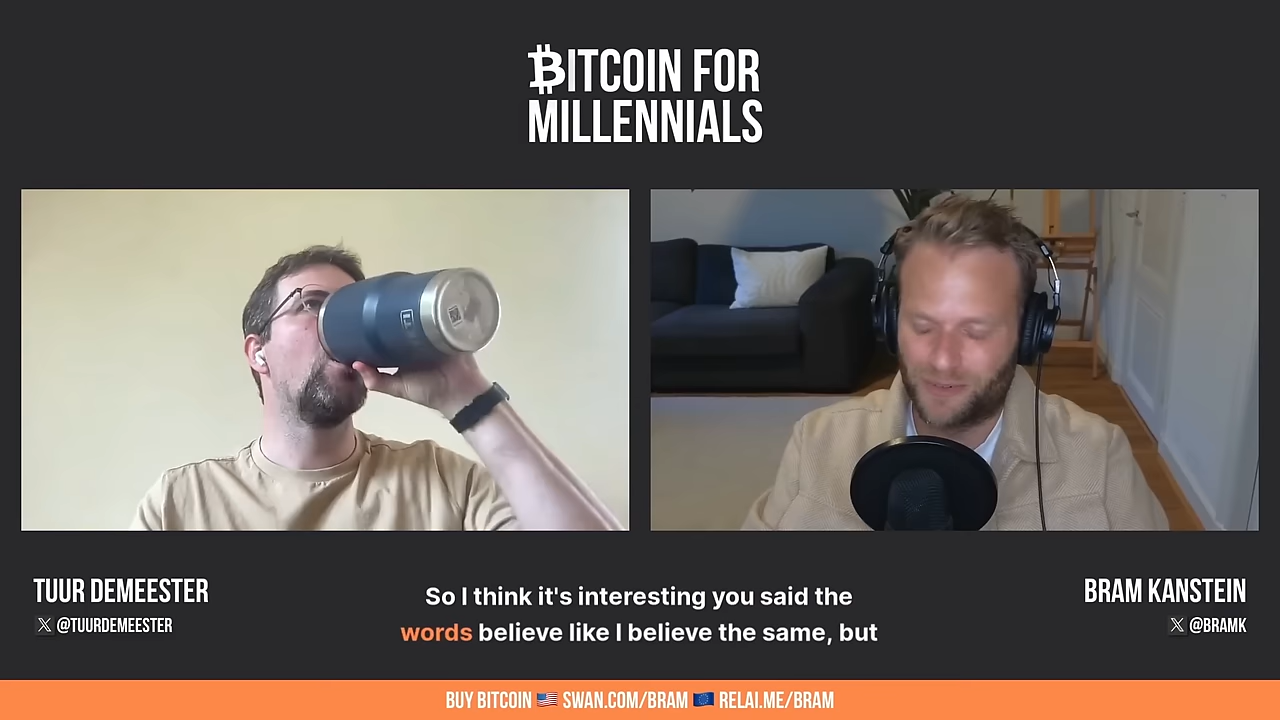 ₿ITCOIN FOR
MILLENNIALS
TUUR DEMEESTER
𝕏 @TUURDEMEESTER
So I think it's interesting you said the
words believe like I believe the same, but
BRAM KANSTEIN
𝕏 @BRAMK
BUY BITCOIN 🇺🇸 SWAN.COM/BRAM 🇪🇺 RELAI.ME/BRAM